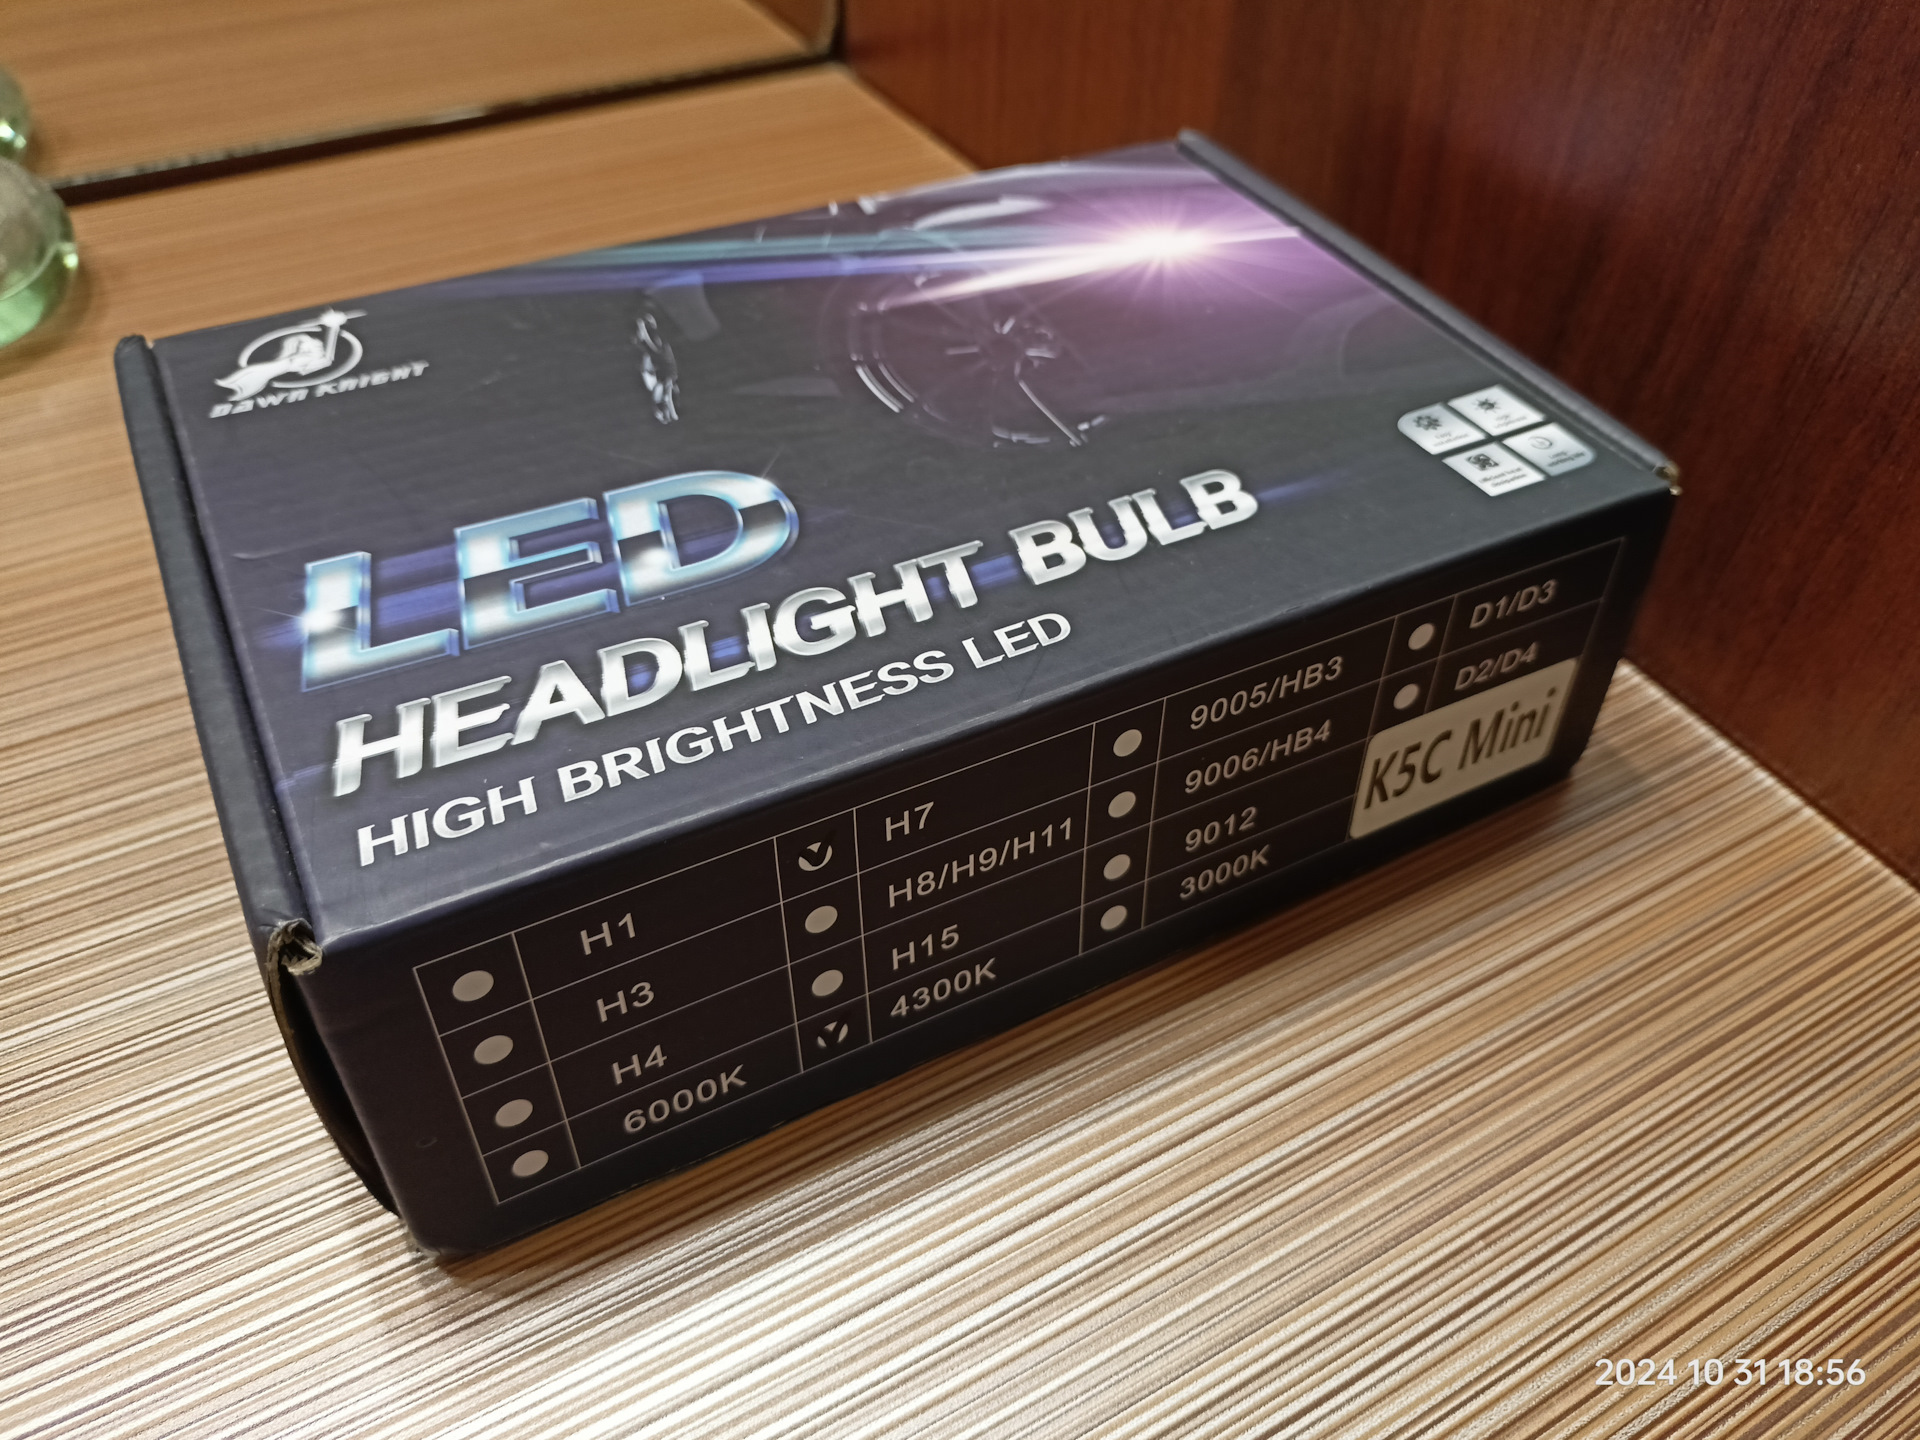 DAWN KNIGHT
LED
HEADLIGHT BULB
HIGH BRIGHTNESS LED
H1
H3
H4
6000K
H7
H8/H9/H11
H15
4300K
9005/HB3
9006/HB4
9012
3000K
D1/D3
D2/D4
K5C Mini
2024 10 31 18:56